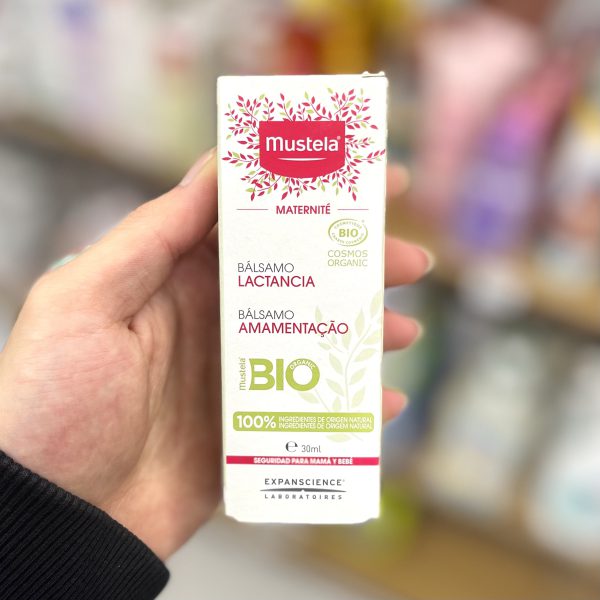 Mustela®
MATERNITÉ
BIO
COSMOS
ORGANIC
BÁLSAMO
LACTANCIA
BÁLSAMO
AMAMENTAÇÃO
Mustela®
BIO
ORGANIC
100% INGREDIENTES DE ORIGEN NATURAL
INGREDIENTES DE ORIGEM NATURAL
℮ 30ml
SEGURIDAD PARA MAMÁ Y BEBÉ
EXPANSCIENCE®
LABORATOIRES